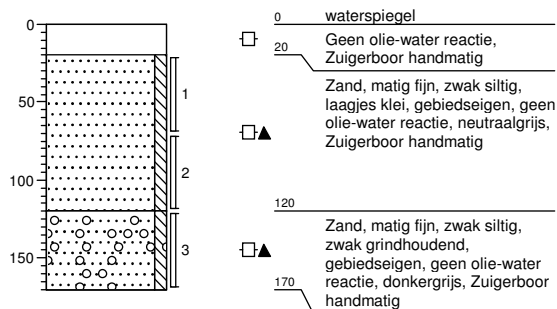 0
50
100
150
1
2
3
0 waterspiegel
Geen olie-water reactie,
20 Zuigerboor handmatig
Zand, matig fijn, zwak siltig,
laagjes klei, gebiedseigen, geen
olie-water reactie, neutraalgrijs,
Zuigerboor handmatig
120
Zand, matig fijn, zwak siltig,
zwak grindhoudend,
gebiedseigen, geen olie-water
reactie, donkergrijs, Zuigerboor
170 handmatig